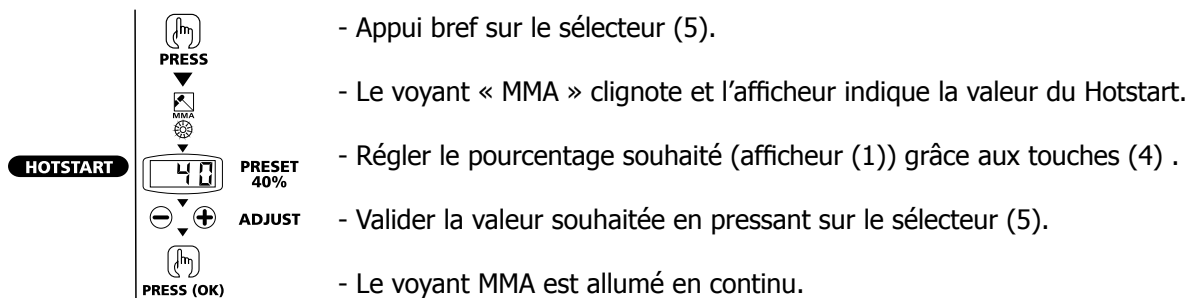 PRESS
- Appui bref sur le sélecteur (5).
MMA
- Le voyant « MMA » clignote et l’afficheur indique la valeur du Hotstart.
HOTSTART
40
PRESET
40%
- Régler le pourcentage souhaité (afficheur (1)) grâce aux touches (4) .
ADJUST
- Valider la valeur souhaitée en pressant sur le sélecteur (5).
PRESS (OK)
- Le voyant MMA est allumé en continu.